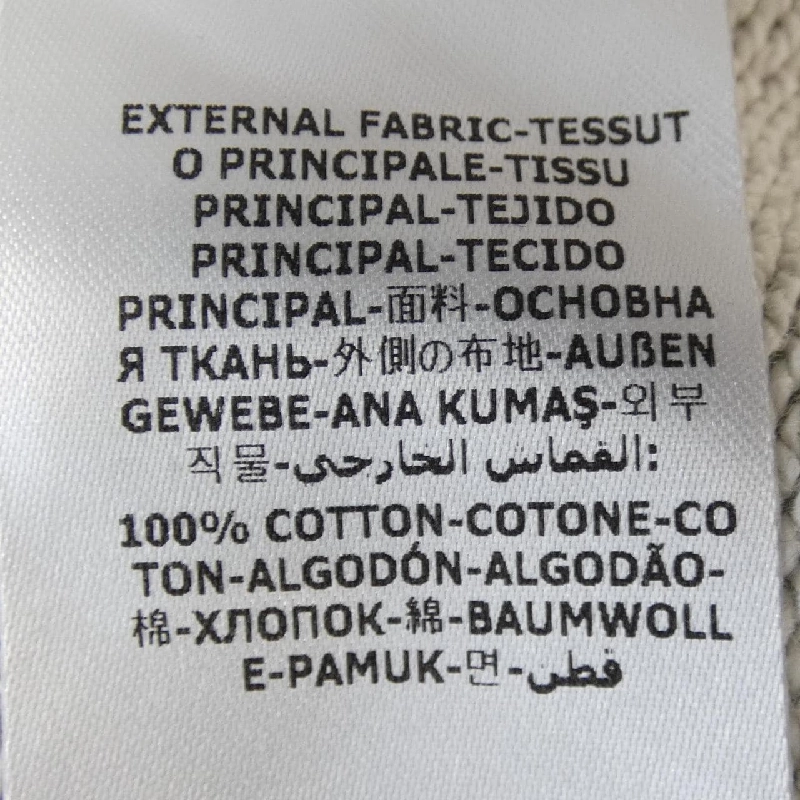 EXTERNAL FABRIC-TESSUT
O PRINCIPALE-TISSU
PRINCIPAL-TEJIDO
PRINCIPAL-TECIDO
PRINCIPAL-面料-ОСНОВНА
Я ТКАНЬ-外側の布地-AUßEN
GEWEBE-ANA KUMAŞ-외부
직물-القماش الخارجى:
100% COTTON-COTONE-CO
TON-ALGODÓN-ALGODÃO-
棉-ХЛОПОК-綿-BAUMWOLL
E-PAMUK-면-قطن